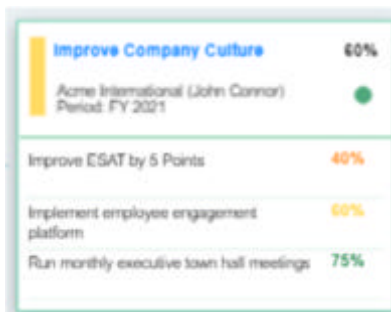 Improve Company Culture 60%
Acme International (John Connor)
Period: FY 2021
Improve ESAT by 5 Points 40%
Implement employee engagement 60%
platform
Run monthly executive town hall meetings 75%